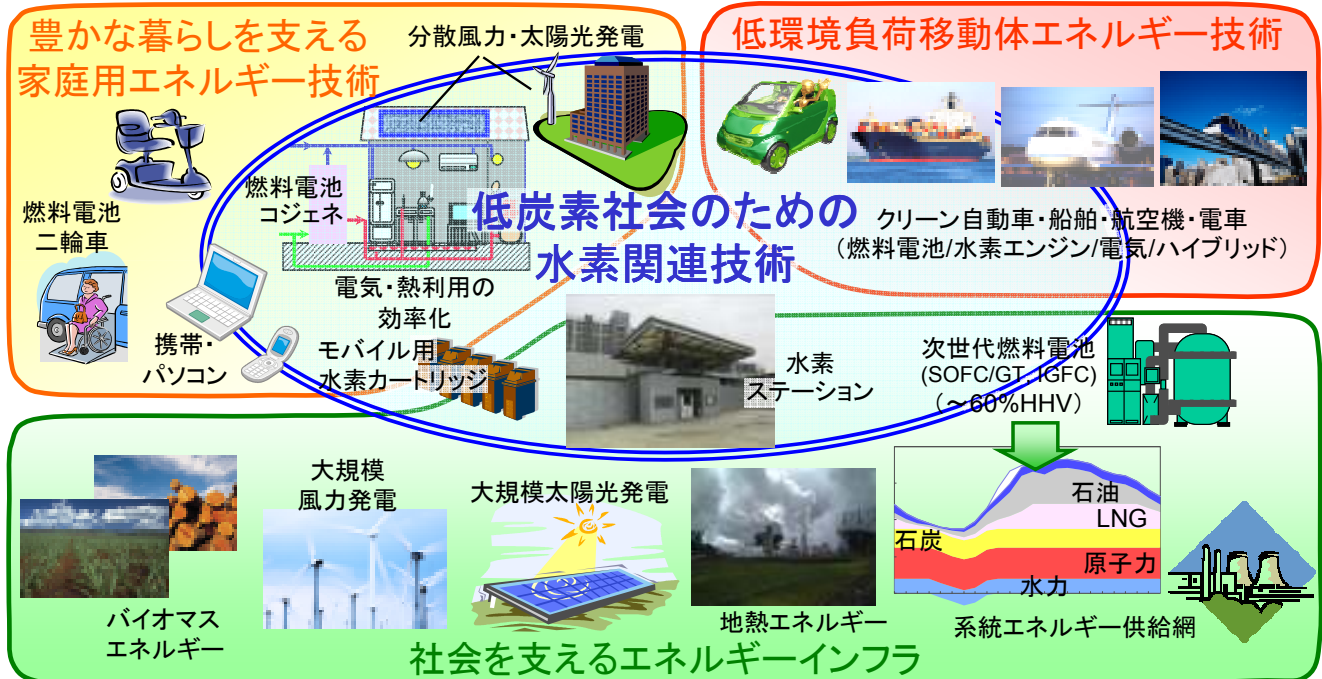 豊かな暮らしを支える
家庭用エネルギー技術
分散風力・太陽光発電
低環境負荷移動体エネルギー技術
燃料電池
コジェネ
燃料電池
二輪車
低炭素社会のための
水素関連技術
クリーン自動車・船舶・航空機・電車
（燃料電池/水素エンジン/電気/ハイブリッド）
電気・熱利用の
効率化
携帯・
パソコン
モバイル用
水素カートリッジ
水素
ステーション
次世代燃料電池
(SOFC/GT, IGFC)
（～60%HHV）
大規模
風力発電
大規模太陽光発電
石油
LNG
石炭
原子力
水力
バイオマス
エネルギー
地熱エネルギー
系統エネルギー供給網
社会を支えるエネルギーインフラ